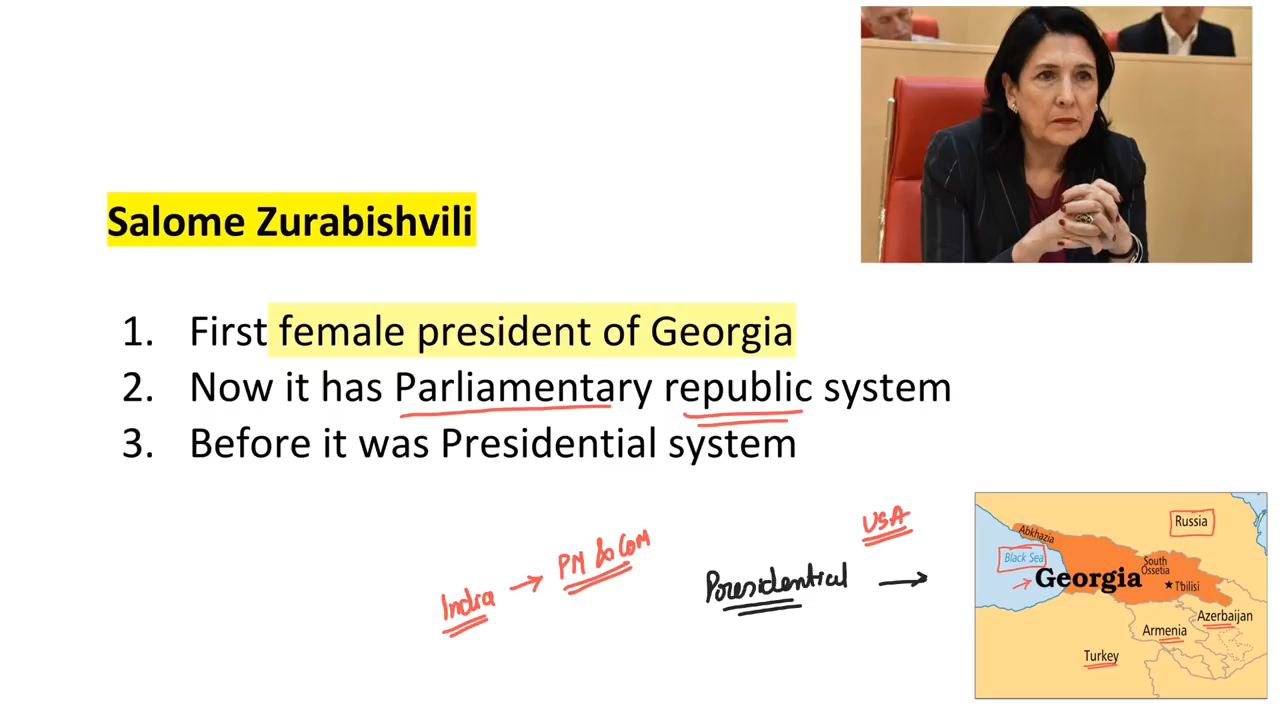 Salome Zurabishvili
1. First female president of Georgia
2. Now it has Parliamentary republic system
3. Before it was Presidential system
India → PM & CoM
Presidential →
USA
Russia
Abkhazia
Black Sea
South
Ossetia
Georgia
Tbilisi
Azerbaijan
Armenia
Turkey